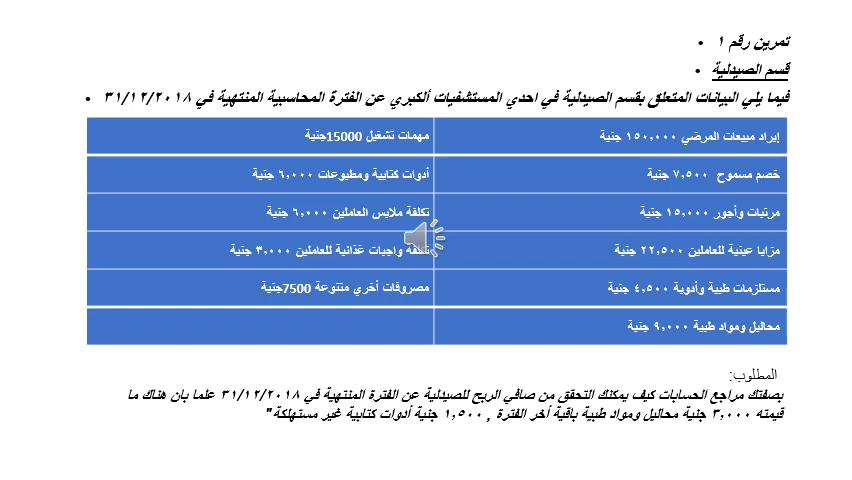 تمرين رقم ١
قسم الصيدلية
فيما يلي البيانات المتعلق بقسم الصيدلية في احدي المستشفيات ألكبري عن الفترة المحاسبية المنتهية في ٣١/١٢/٢٠١٨
إيراد مبيعات المرضي ١٥٠,٠٠٠ جنية
مهمات تشغيل 15000جنية
خصم مسموح ٧,٥٠٠ جنية
أدوات كتابية ومطبوعات ٦,٠٠٠ جنية
مرتبات وأجور ١٥,٠٠٠ جنية
تكلفة ملابس العاملين ٦,٠٠٠ جنية
مزايا عينية للعاملين ٢٢,٥٠٠ جنية
تكلفة واجبات غذائية للعاملين ٣,٠٠٠ جنية
مستلزمات طبية وأدوية ٤,٥٠٠ جنية
مصروفات أخري متنوعة 7500جنية
محاليل ومواد طبية ٩,٠٠٠ جنية
المطلوب:
بصفتك مراجع الحسابات كيف يمكنك التحقق من صافي الربح للصيدلية عن الفترة المنتهية في ٣١/١٢/٢٠١٨ علما بان هناك ما
قيمته ٣,٠٠٠ جنية محاليل ومواد طبية باقية أخر الفترة , ١,٥٠٠ جنية أدوات كتابية غير مستهلكة"